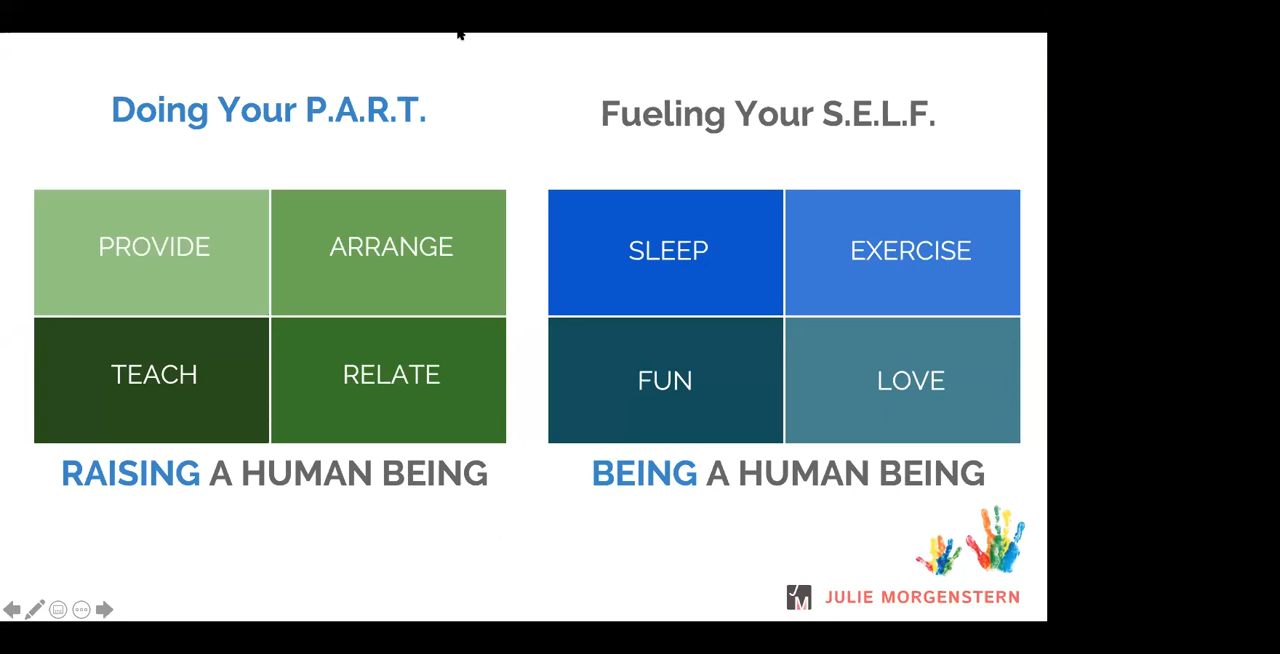 Doing Your P.A.R.T.
PROVIDE
ARRANGE
TEACH
RELATE
RAISING A HUMAN BEING
Fueling Your S.E.L.F.
SLEEP
EXERCISE
FUN
LOVE
BEING A HUMAN BEING
JM
JULIE MORGENSTERN